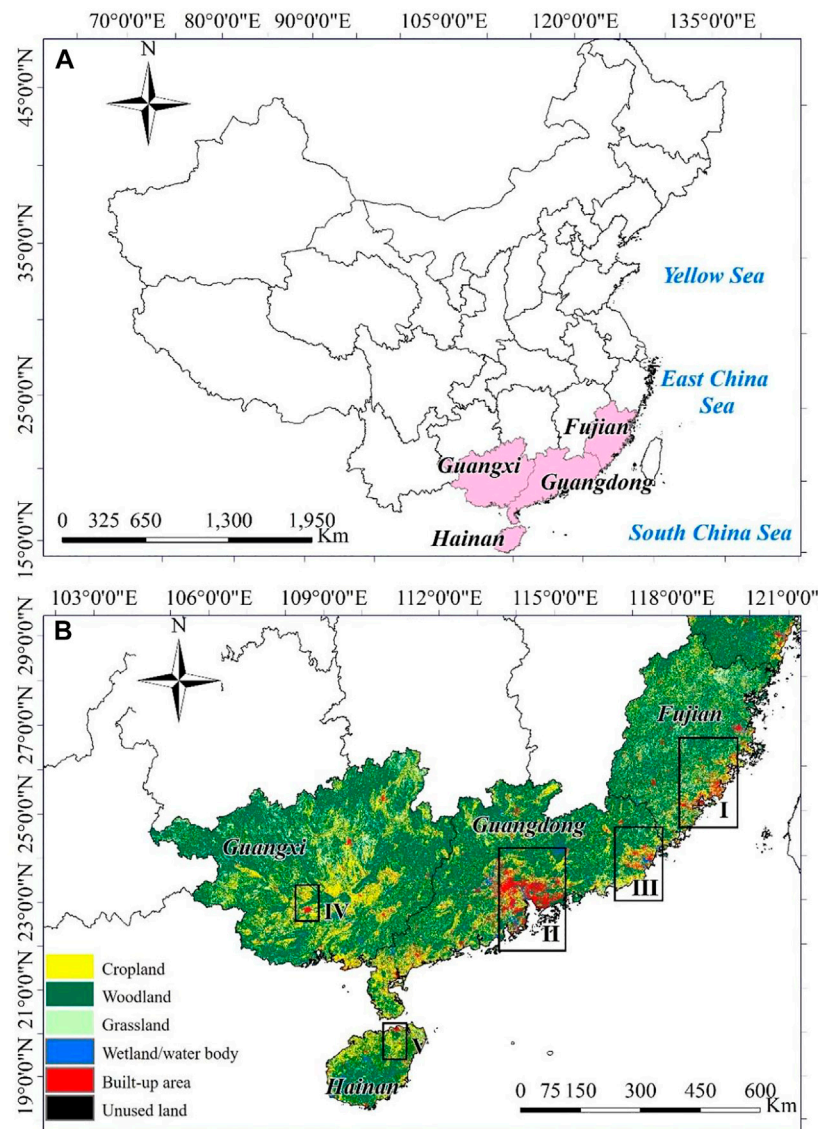 70°0'0"E 80°0'0"E 90°0'0"E 105°0'0"E 120°0'0"E 135°0'0"E
A
N
45°0'0"N
35°0'0"N
25°0'0"N
15°0'0"N
Yellow Sea
East China
Sea
Fujian
Guangxi
Guangdong
Hainan
South China Sea
0 325 650 1,300 1,950
Km
103°0'0"E 106°0'0"E 109°0'0"E 112°0'0"E 115°0'0"E 118°0'0"E 121°0'0"
B
N
29°0'0"N
27°0'0"N
25°0'0"N
23°0'0"N
21°0'0"N
19°0'0"N
Fujian
I
Guangdong
Guangxi
III
IV
II
V
Hainan
Cropland
Woodland
Grassland
Wetland/water body
Built-up area
Unused land
0 75 150 300 450 600
Km